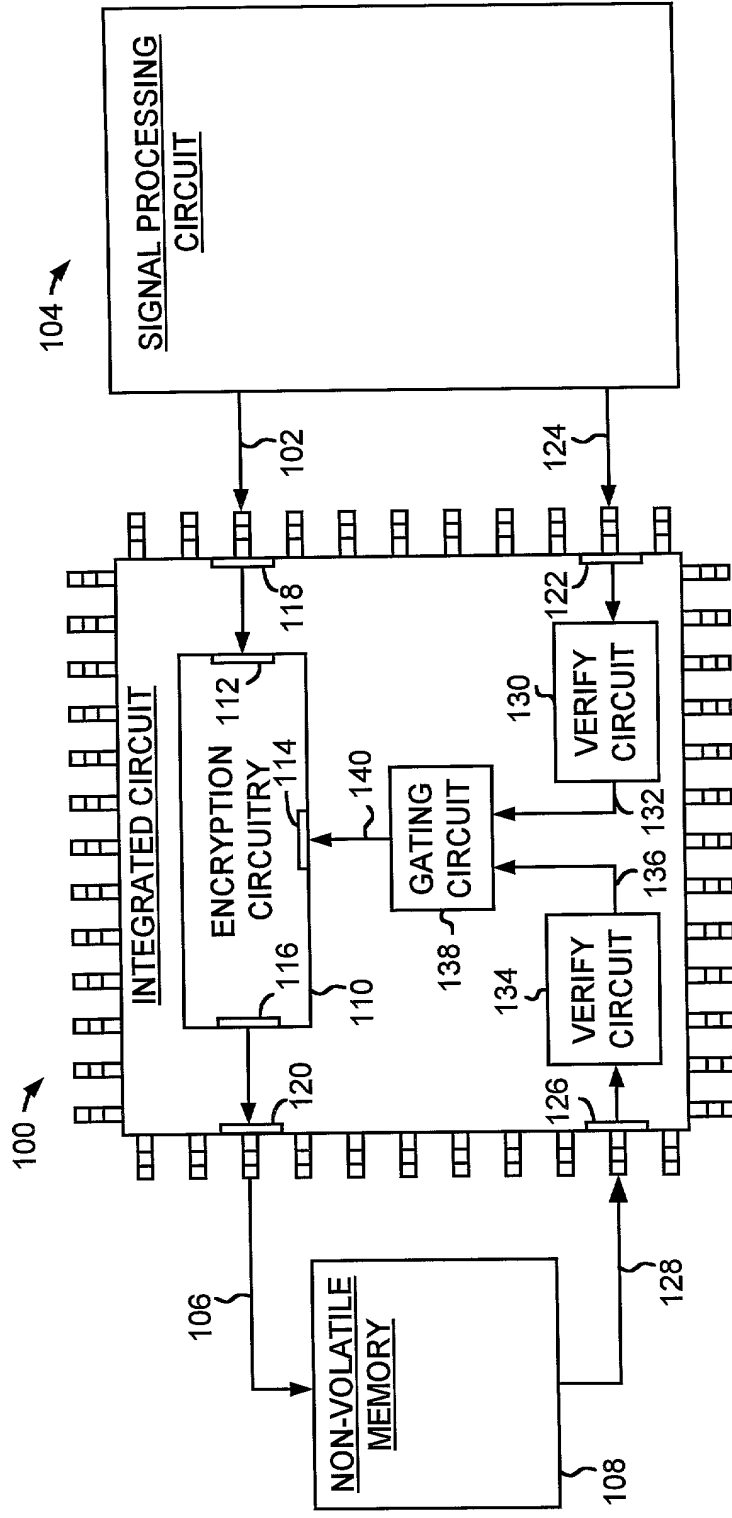 100
104
INTEGRATED CIRCUIT
SIGNAL PROCESSING
CIRCUIT
NON-VOLATILE
MEMORY
108
106
128
120
126
116
110
ENCRYPTION
CIRCUITRY
114
112
118
102
140
GATING
CIRCUIT
138
134
VERIFY
CIRCUIT
136
132
130
VERIFY
CIRCUIT
122
124